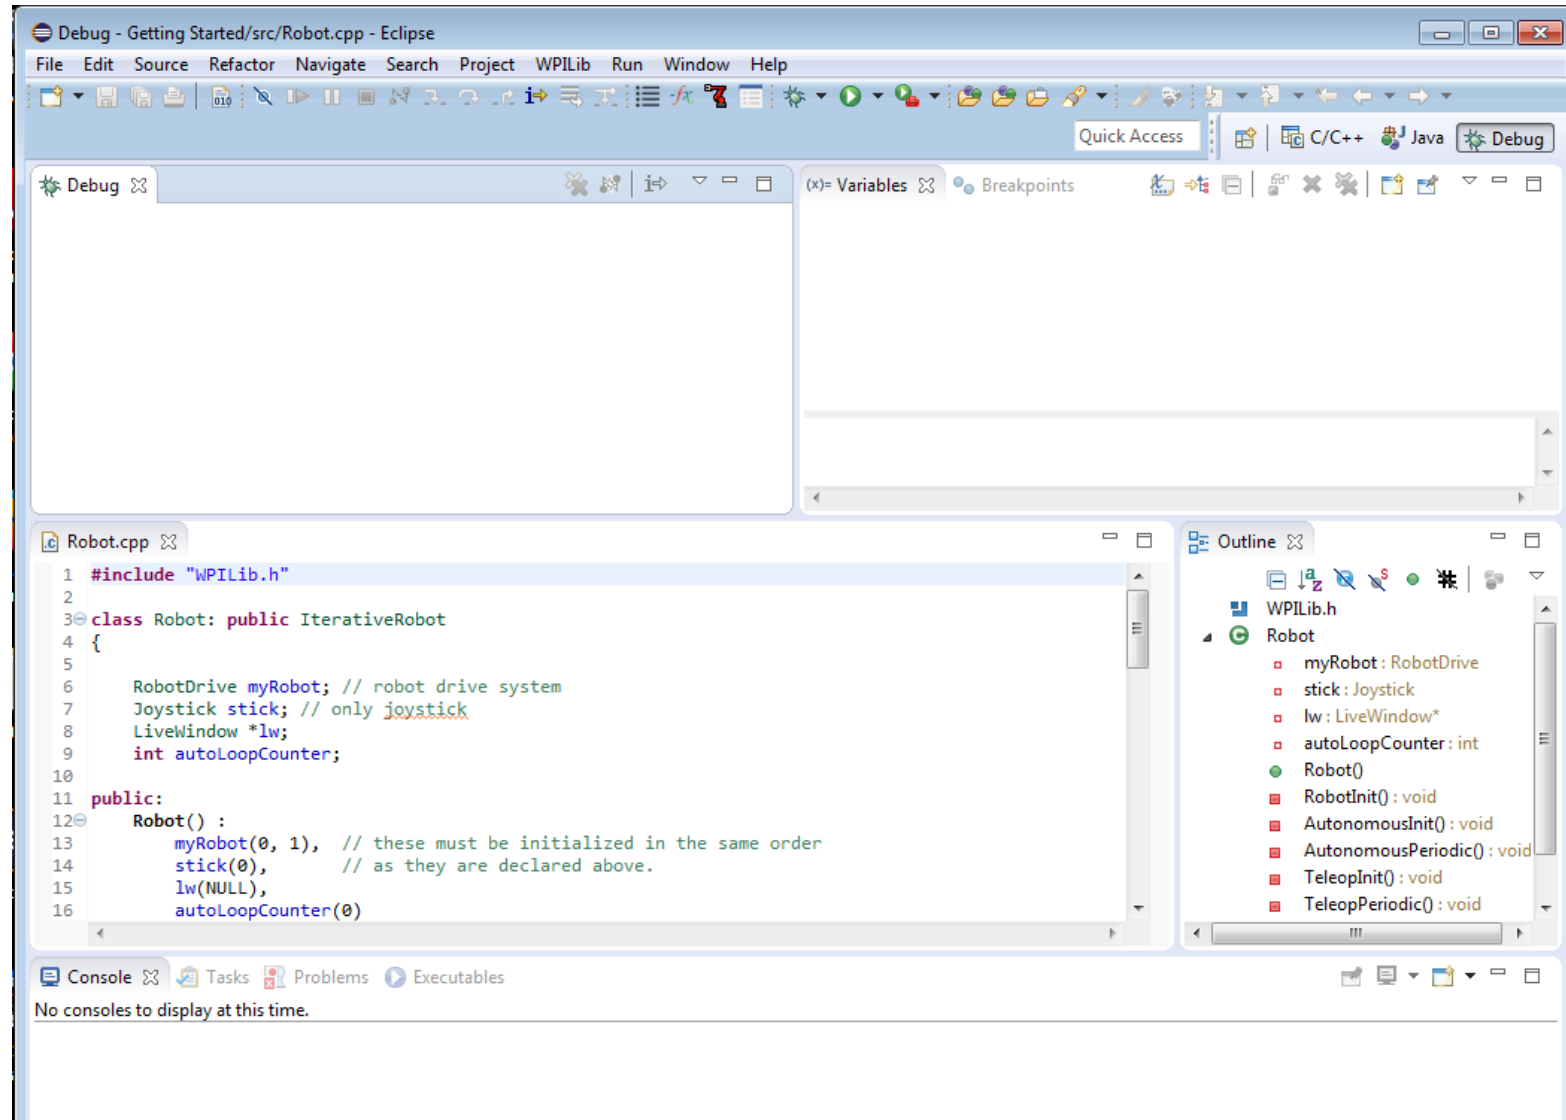 Debug - Getting Started/src/Robot.cpp - Eclipse
File Edit Source Refactor Navigate Search Project WPILib Run Window Help
Quick Access C/C++ Java Debug
Debug
(x)= Variables Breakpoints
Robot.cpp
1 #include "WPILib.h"
2
3 class Robot: public IterativeRobot
4 {
5
6 RobotDrive myRobot; // robot drive system
7 Joystick stick; // only joystick
8 LiveWindow *lw;
9 int autoLoopCounter;
10
11 public:
12 Robot() :
13 myRobot(0, 1), // these must be initialized in the same order
14 stick(0), // as they are declared above.
15 lw(NULL),
16 autoLoopCounter(0)
Outline
WPILib.h
Robot
myRobot : RobotDrive
stick : Joystick
lw : LiveWindow*
autoLoopCounter : int
Robot()
RobotInit() : void
AutonomousInit() : void
AutonomousPeriodic() : void
TeleopInit() : void
TeleopPeriodic() : void
Console Tasks Problems Executables
No consoles to display at this time.